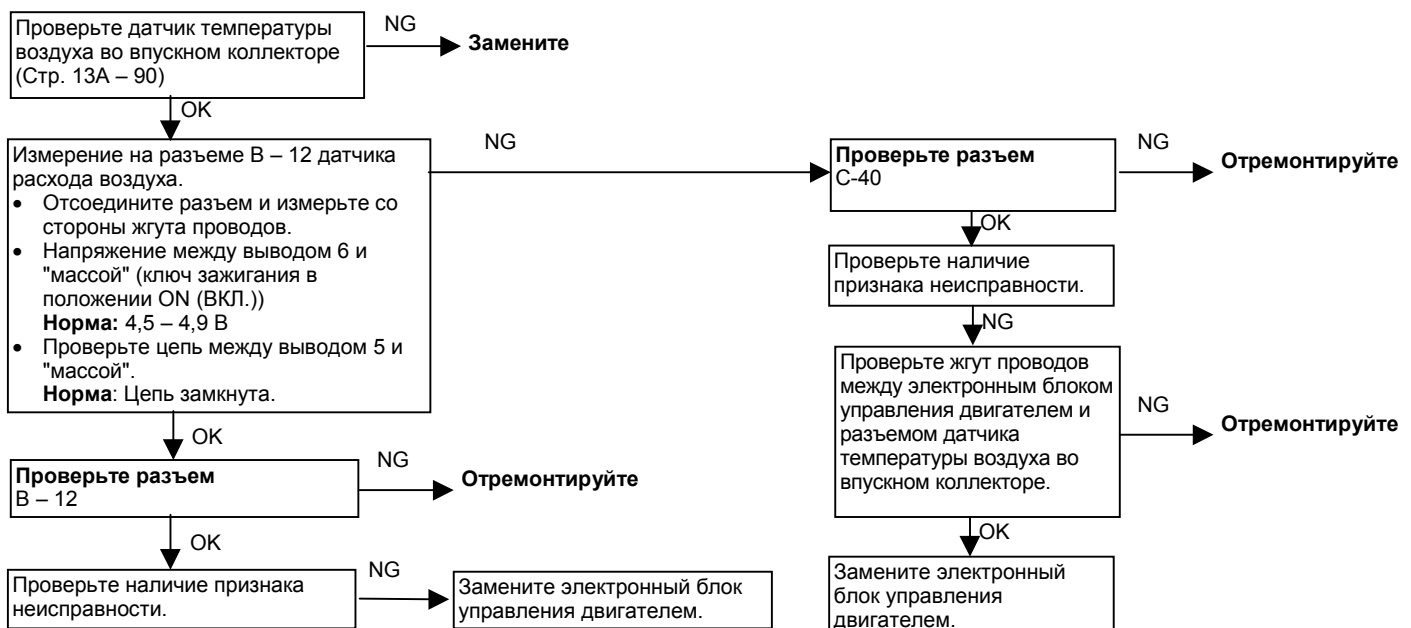 Проверьте датчик температуры
воздуха во впускном коллекторе
(Стр. 13А – 90)
NG
Замените
OK
Измерение на разъеме В – 12 датчика
расхода воздуха.
• Отсоедините разъем и измерьте со
стороны жгута проводов.
• Напряжение между выводом 6 и
"массой" (ключ зажигания в
положении ON (ВКЛ.))
Норма: 4,5 – 4,9 В
• Проверьте цепь между выводом 5 и
"массой".
Норма: Цепь замкнута.
NG
OK
Проверьте разъем
В – 12
NG
Отремонтируйте
OK
Проверьте наличие признака
неисправности.
NG
Замените электронный блок
управления двигателем.
Проверьте разъем
С-40
NG
Отремонтируйте
OK
Проверьте наличие
признака неисправности.
NG
Проверьте жгут проводов
между электронным блоком
управления двигателем и
разъемом датчика
температуры воздуха во
впускном коллекторе.
NG
Отремонтируйте
OK
Замените электронный
блок управления
двигателем.